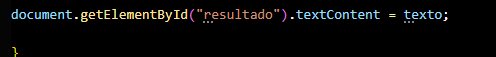 document.getElementById("resultado").textContent = texto;
}